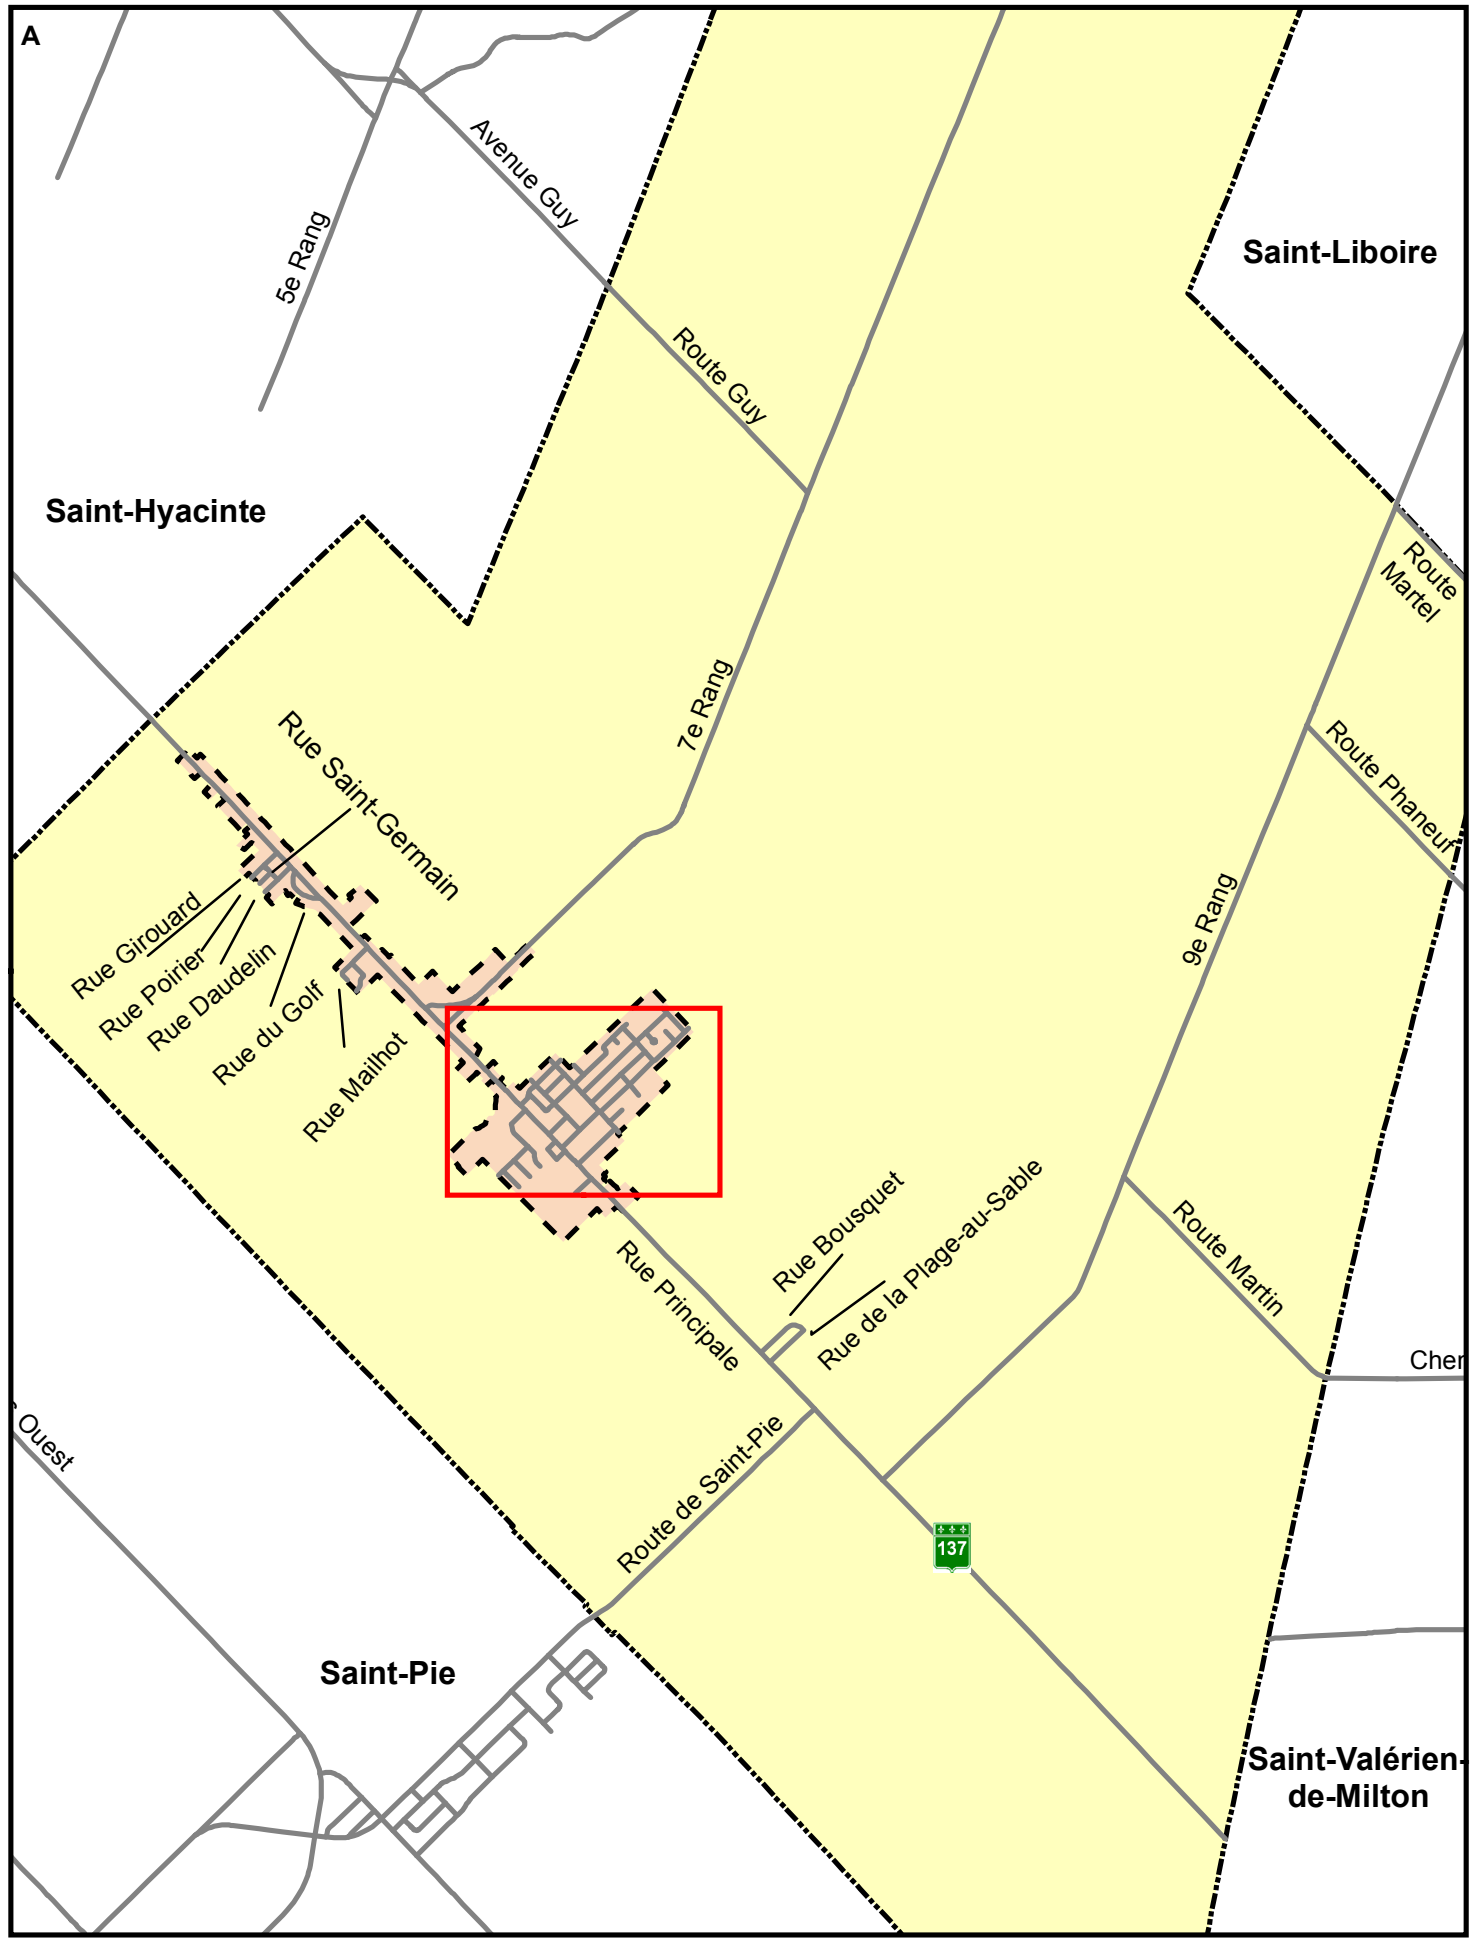 A
Avenue Guy
5e Rang
Saint-Liboire
Route Guy
Saint-Hyacinte
Route
Martel
7e Rang
Rue Saint-Germain
Route Phaneuf
9e Rang
Rue Girouard
Rue Poirier
Rue Daudelin
Rue du Golf
Rue Mailhot
Rue Bousquet
Rue de la Plage-au-Sable
Route Martin
Rue Principale
Cher
Ouest
Route de Saint-Pie
137
Saint-Pie
Saint-Valérien-
de-Milton